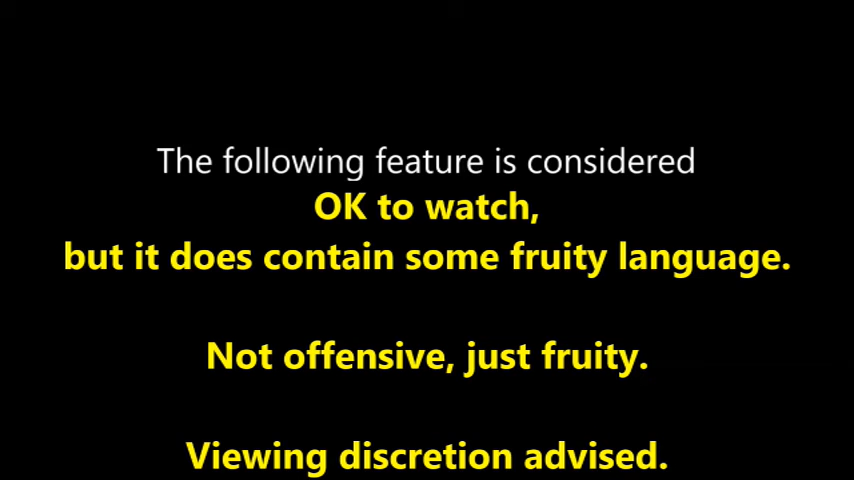 The following feature is considered
OK to watch,
but it does contain some fruity language.
Not offensive, just fruity.
Viewing discretion advised.